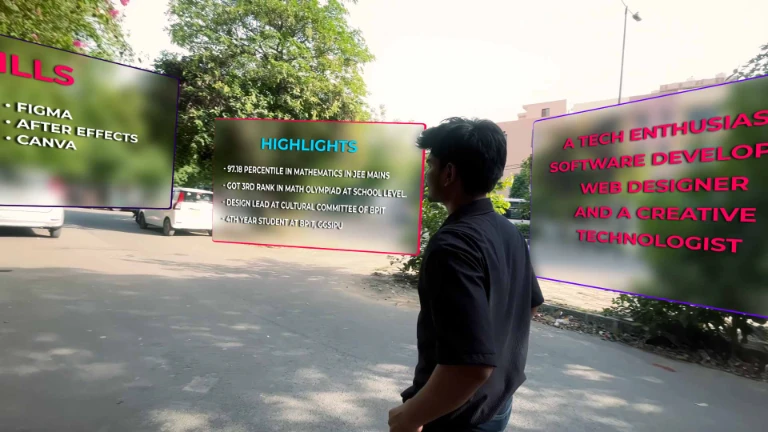 ILLS
• FIGMA
• AFTER EFFECTS
• CANVA
HIGHLIGHTS
• 97.18 PERCENTILE IN MATHEMATICS IN JEE MAINS
• GOT 3RD RANK IN MATH OLYMPIAD AT SCHOOL LEVEL.
• DESIGN LEAD AT CULTURAL COMMITTEE OF BPIT
• 4TH YEAR STUDENT AT BPIT, GGSIPU
A TECH ENTHUSIAS
SOFTWARE DEVELOP
WEB DESIGNER
AND A CREATIVE
TECHNOLOGIST